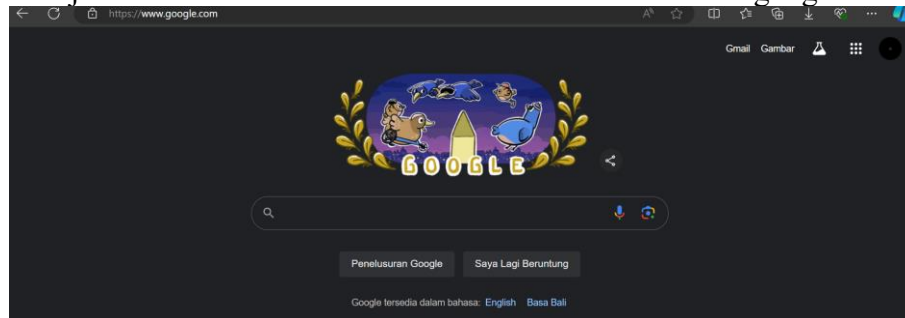 https://www.google.com
Gmail Gambar
GOOGLE
Penelusuran Google Saya Lagi Beruntung
Google tersedia dalam bahasa: English Basa Bali